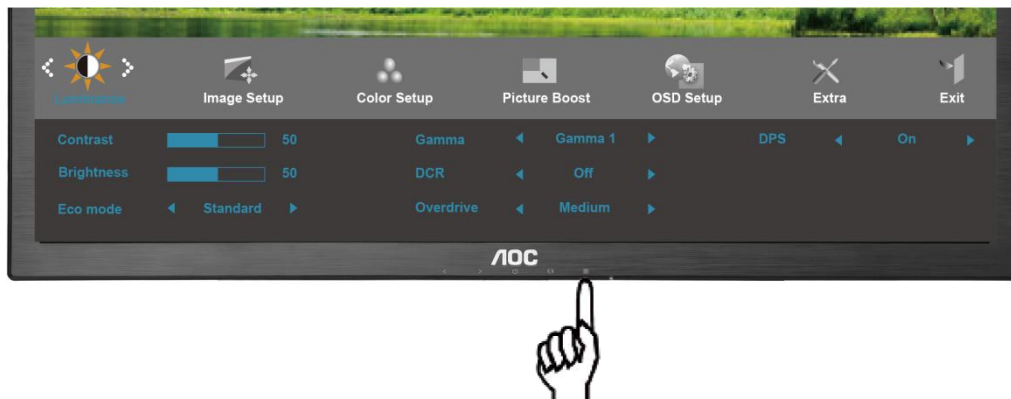 Luminance Image Setup Color Setup Picture Boost OSD Setup Extra Exit
Contrast 50 Gamma Gamma 1 DPS On
Brightness 50 DCR Off
Eco mode Standard Overdrive Medium
AOC